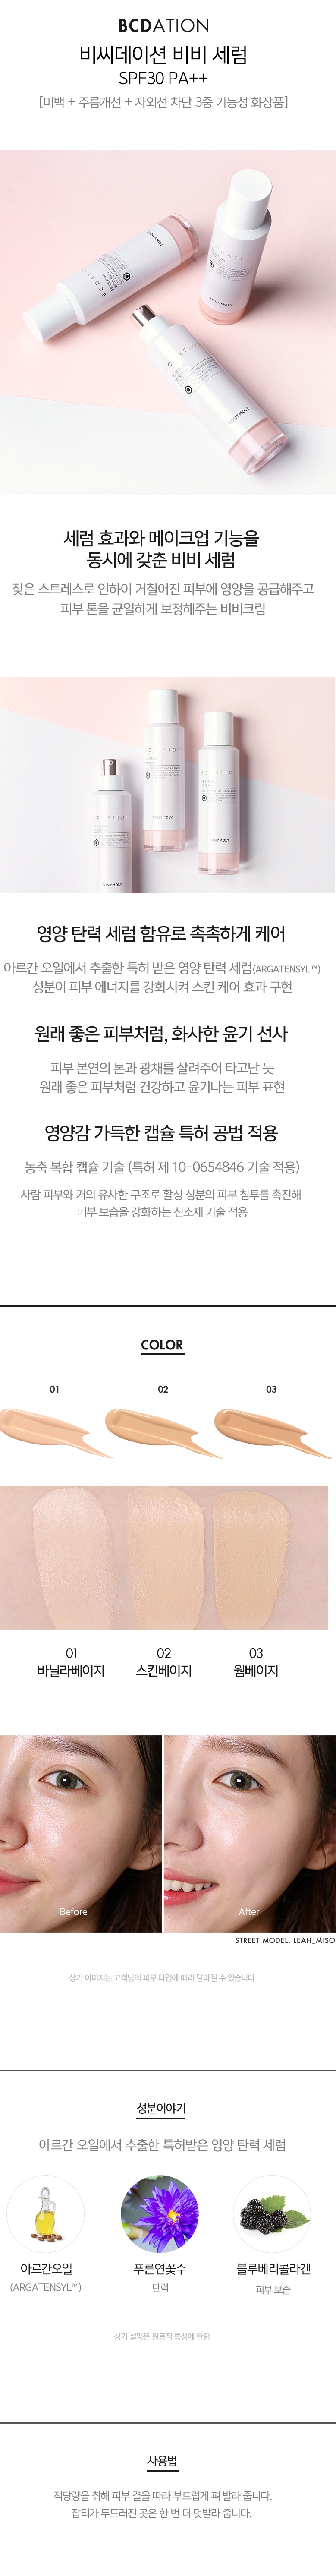 BCDATION
비씨데이션 비비 세럼
SPF30 PA++
[미백 + 주름개선 + 자외선 차단 3중 기능성 화장품]
TONYMOLY
세럼 효과와 메이크업 기능을
동시에 갖춘 비비 세럼
잦은 스트레스로 인하여 거칠어진 피부에 영양을 공급해주고
피부 톤을 균일하게 보정해주는 비비크림
TONYMOLY
영양 탄력 세럼 함유로 촉촉하게 케어
아르간 오일에서 추출한 특허 받은 영양 탄력 세럼(ARGATENSYL™)
성분이 피부 에너지를 강화시켜 스킨 케어 효과 구현
원래 좋은 피부처럼, 화사한 윤기 선사
피부 본연의 톤과 광채를 살려주어 타고난 듯
원래 좋은 피부처럼 건강하고 윤기나는 피부 표현
영양감 가득한 캡슐 특허 공법 적용
농축 복합 캡슐 기술 (특허 제 10-0654846 기술 적용)
사람 피부와 거의 유사한 구조로 활성 성분의 피부 침투를 촉진해
피부 보습을 강화하는 신소재 기술 적용
COLOR
01 02 03
01 02 03
바닐라베이지 스킨베이지 웜베이지
Before After
STREET MODEL. LEAH_MISO
상기 이미지는 고객님의 피부 타입에 따라 달라질 수 있습니다
성분이야기
아르간 오일에서 추출한 특허받은 영양 탄력 세럼
아르간오일 푸른연꽃수 블루베리콜라겐
(ARGATENSYL™) 탄력 피부 보습
상기 설명은 원료적 특성에 한함
사용법
적당량을 취해 피부 결을 따라 부드럽게 펴 발라 줍니다.
잡티가 두드러진 곳은 한 번 더 덧발라 줍니다.